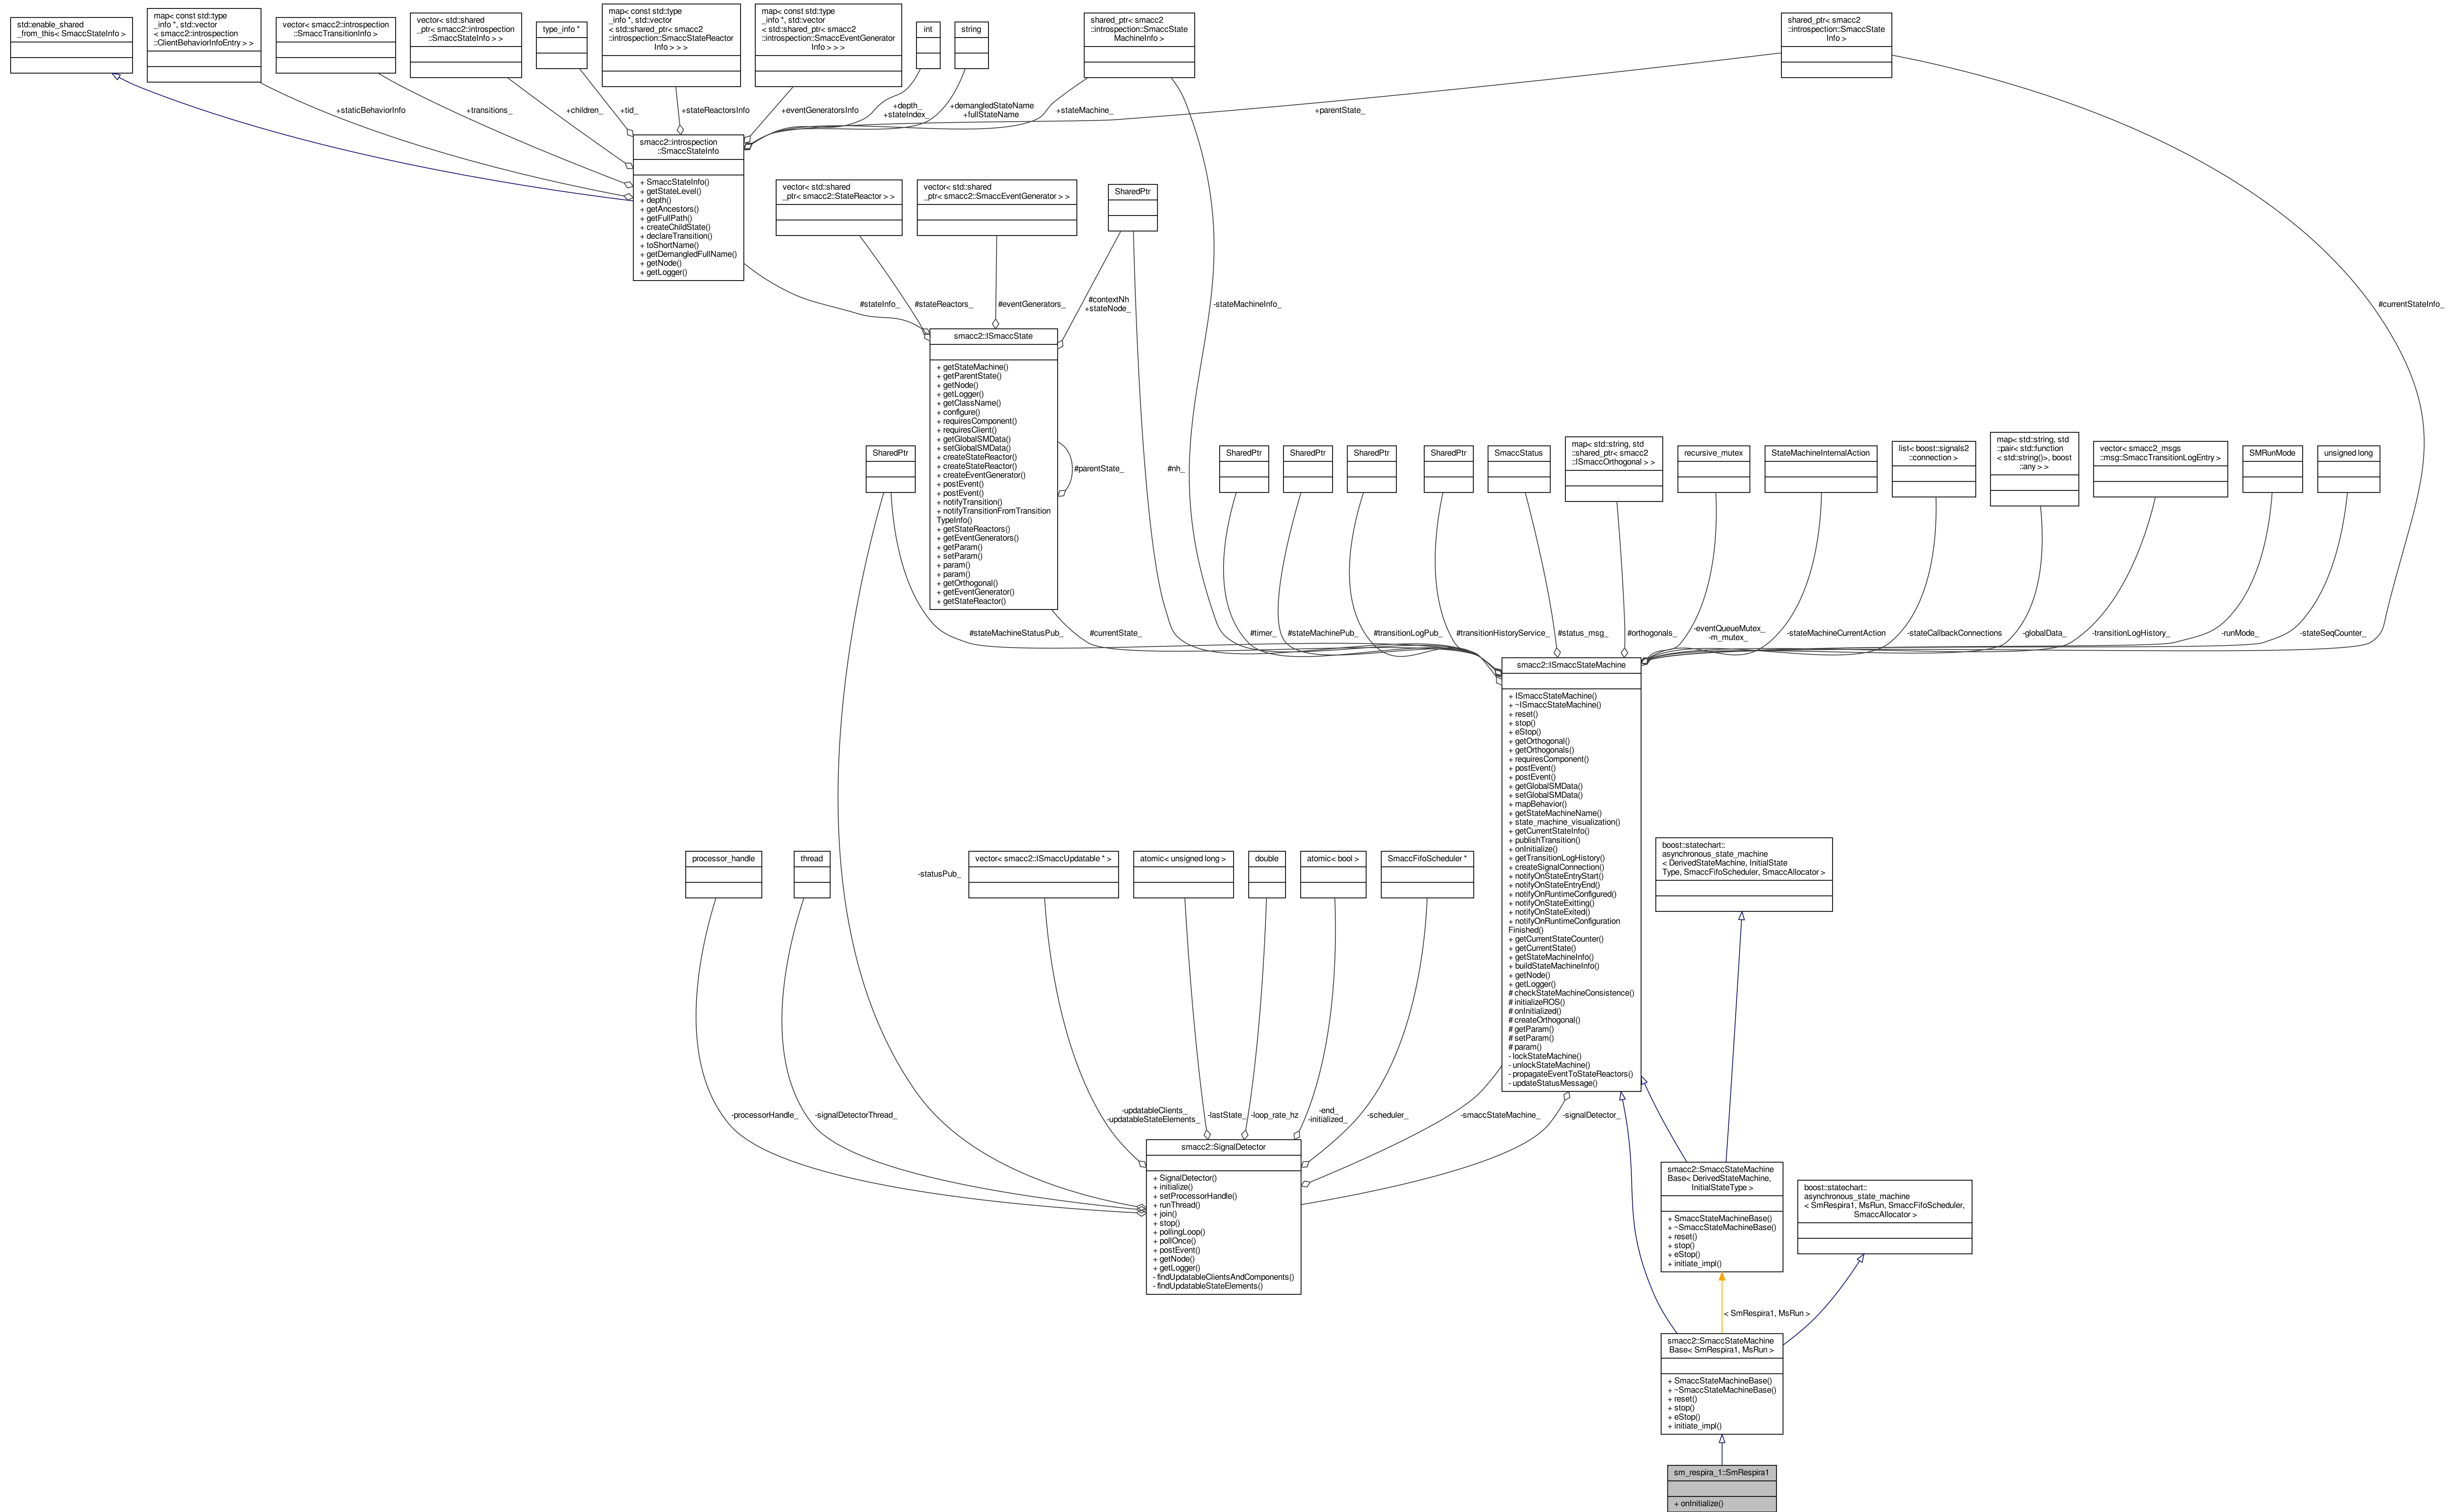 std::enable_shared
_from_this< SmaccStateInfo >
map< const std::type
_info *, std::vector
< smacc2::introspection
::ClientBehaviorInfoEntry > >
vector< smacc2::introspection
::SmaccTransitionInfo >
vector< std::shared
_ptr< smacc2::introspection
::SmaccStateInfo > >
type_info *
map< const std::type
_info *, std::vector
< std::shared_ptr< smacc2
::introspection::SmaccStateReactor
Info > > >
map< const std::type
_info *, std::vector
< std::shared_ptr< smacc2
::introspection::SmaccEventGenerator
Info > > >
int
string
shared_ptr< smacc2
::introspection::SmaccState
MachineInfo >
shared_ptr< smacc2
::introspection::SmaccState
Info >
+staticBehaviorInfo
+transitions_
+children_
+tid_
+stateReactorsInfo
+eventGeneratorsInfo
+depth_
+stateIndex_
+demangledStateName
+fullStateName
+stateMachine_
+parentState_
smacc2::introspection
::SmaccStateInfo
+ SmaccStateInfo()
+ getStateLevel()
+ depth()
+ getAncestors()
+ getFullPath()
+ createChildState()
+ declareTransition()
+ toShortName()
+ getDemangledFullName()
+ getNode()
+ getLogger()
vector< std::shared
_ptr< smacc2::StateReactor > >
vector< std::shared
_ptr< smacc2::SmaccEventGenerator > >
SharedPtr
#stateInfo_
#stateReactors_
#eventGenerators_
#contextNh
+stateNode_
-stateMachineInfo_
#currentStateInfo_
smacc2::ISmaccState
+ getStateMachine()
+ getParentState()
+ getNode()
+ getLogger()
+ getClassName()
+ configure()
+ requiresComponent()
+ requiresClient()
+ getGlobalSMData()
+ setGlobalSMData()
+ createStateReactor()
+ createStateReactor()
+ createEventGenerator()
+ postEvent()
+ postEvent()
+ notifyTransition()
+ notifyTransitionFromTransition
TypeInfo()
+ getStateReactors()
+ getEventGenerators()
+ getParam()
+ setParam()
+ param()
+ param()
+ getOrthogonal()
+ getEventGenerator()
+ getStateReactor()
#parentState_
#nh_
SharedPtr
SharedPtr
SharedPtr
SharedPtr
SharedPtr
SmaccStatus
map< std::string, std
::shared_ptr< smacc2
::ISmaccOrthogonal > >
recursive_mutex
StateMachineInternalAction
list< boost::signals2
::connection >
map< std::string, std
::pair< std::function
< std::string()>, boost
::any > >
vector< smacc2_msgs
::msg::SmaccTransitionLogEntry >
SMRunMode
unsigned long
#stateMachineStatusPub_
#currentState_
#timer_
#stateMachinePub_
#transitionLogPub_
#transitionHistoryService_
#status_msg_
#orthogonals_
-eventQueueMutex_
-m_mutex_
-stateMachineCurrentAction
-stateCallbackConnections
-globalData_
-transitionLogHistory_
-runMode_
-stateSeqCounter_
smacc2::ISmaccStateMachine
+ ISmaccStateMachine()
+ ~ISmaccStateMachine()
+ reset()
+ stop()
+ eStop()
+ getOrthogonal()
+ getOrthogonals()
+ requiresComponent()
+ postEvent()
+ postEvent()
+ getGlobalSMData()
+ setGlobalSMData()
+ mapBehavior()
+ getStateMachineName()
+ state_machine_visualization()
+ getCurrentStateInfo()
+ publishTransition()
+ onInitialize()
+ getTransitionLogHistory()
+ createSignalConnection()
+ notifyOnStateEntryStart()
+ notifyOnStateEntryEnd()
+ notifyOnRuntimeConfigured()
+ notifyOnStateExitting()
+ notifyOnStateExited()
+ notifyOnRuntimeConfiguration
Finished()
+ getCurrentStateCounter()
+ getCurrentState()
+ getStateMachineInfo()
+ buildStateMachineInfo()
+ getNode()
+ getLogger()
# checkStateMachineConsistence()
# initializeROS()
# onInitialized()
# createOrthogonal()
# getParam()
# setParam()
# param()
- lockStateMachine()
- unlockStateMachine()
- propagateEventToStateReactors()
- updateStatusMessage()
boost::statechart::
asynchronous_state_machine
< DerivedStateMachine, InitialState
Type, SmaccFifoScheduler, SmaccAllocator >
processor_handle
thread
-statusPub_
vector< smacc2::ISmaccUpdatable * >
atomic< unsigned long >
double
atomic< bool >
SmaccFifoScheduler *
-processorHandle_
-signalDetectorThread_
-updatableClients_
-updatableStateElements_
-lastState_
-loop_rate_hz
-end_
-initialized_
-scheduler_
-smaccStateMachine_
-signalDetector_
smacc2::SignalDetector
+ SignalDetector()
+ initialize()
+ setProcessorHandle()
+ runThread()
+ join()
+ stop()
+ pollingLoop()
+ pollOnce()
+ postEvent()
+ getNode()
+ getLogger()
- findUpdatableClientsAndComponents()
- findUpdatableStateElements()
smacc2::SmaccStateMachine
Base< DerivedStateMachine,
InitialStateType >
+ SmaccStateMachineBase()
+ ~SmaccStateMachineBase()
+ reset()
+ stop()
+ eStop()
+ initiate_impl()
boost::statechart::
asynchronous_state_machine
< SmRespira1, MsRun, SmaccFifoScheduler,
SmaccAllocator >
< SmRespira1, MsRun >
smacc2::SmaccStateMachine
Base< SmRespira1, MsRun >
+ SmaccStateMachineBase()
+ ~SmaccStateMachineBase()
+ reset()
+ stop()
+ eStop()
+ initiate_impl()
sm_respira_1::SmRespira1
+ onInitialize()